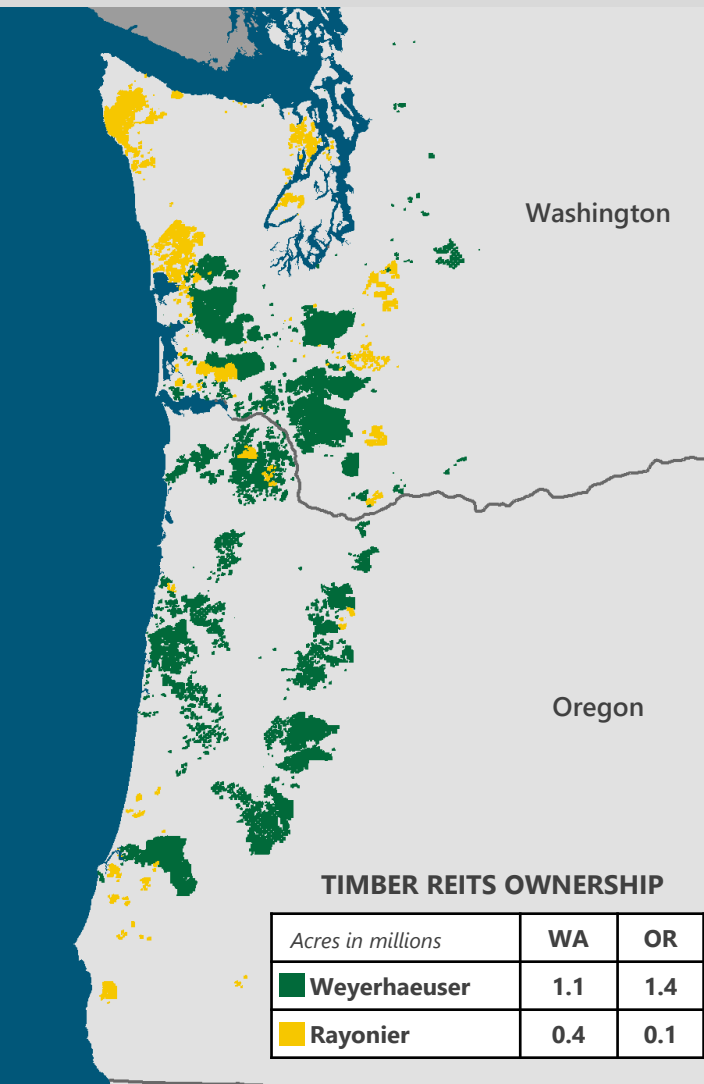 Washington
Oregon
TIMBER REITS OWNERSHIP
Acres in millions WA OR
Weyerhaeuser 1.1 1.4
Rayonier 0.4 0.1